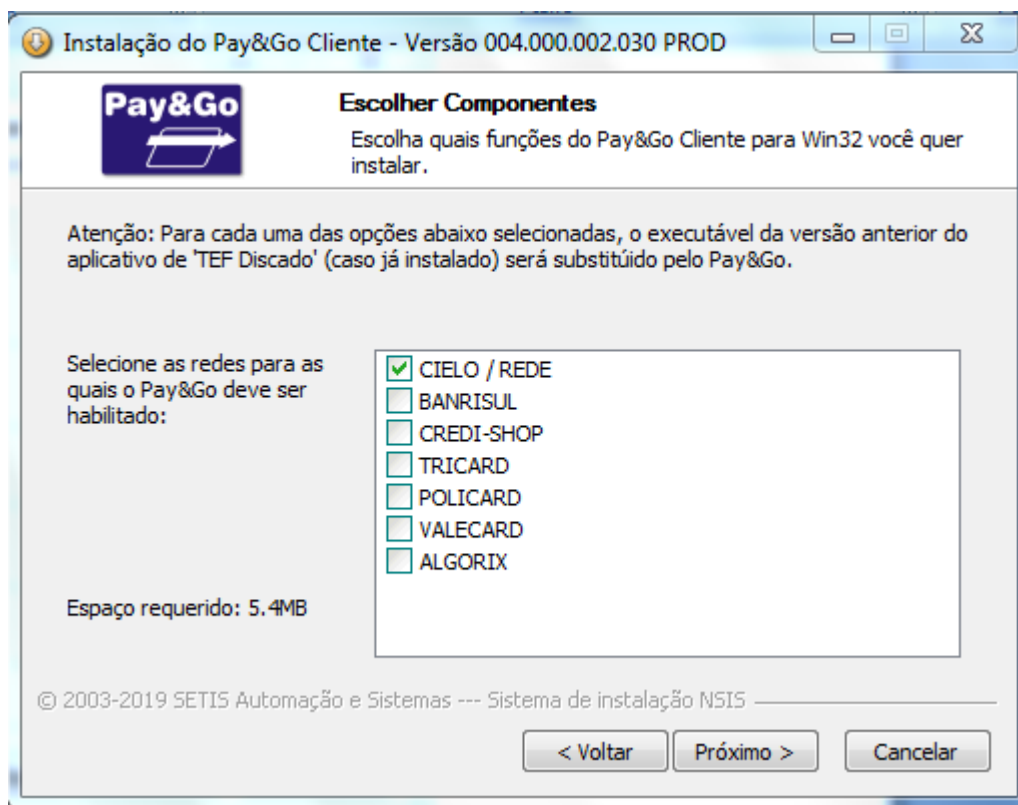 Instalação do Pay&Go Cliente - Versão 004.000.002.030 PROD
Pay&Go
Escolher Componentes
Escolha quais funções do Pay&Go Cliente para Win32 você quer
instalar.
Atenção: Para cada uma das opções abaixo selecionadas, o executável da versão anterior do
aplicativo de 'TEF Discado' (caso já instalado) será substitúido pelo Pay&Go.
Selecione as redes para as
quais o Pay&Go deve ser
habilitado:
CIELO / REDE
BANRISUL
CREDI-SHOP
TRICARD
POLICARD
VALECARD
ALGORIX
Espaço requerido: 5.4MB
© 2003-2019 SETIS Automação e Sistemas --- Sistema de instalação NSIS
< Voltar
Próximo >
Cancelar